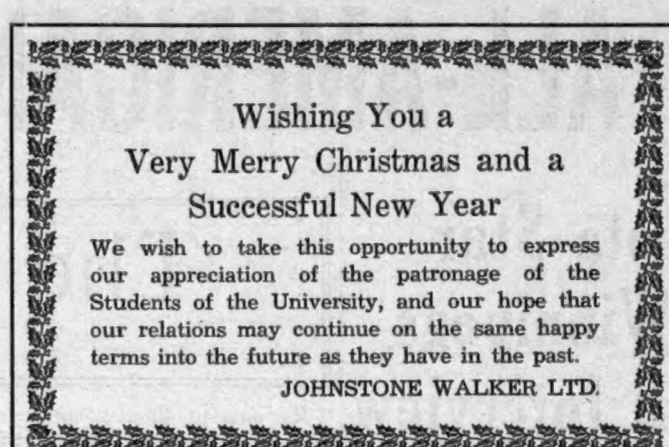 Wishing You a
Very Merry Christmas and a
Successful New Year
We wish to take this opportunity to express
our appreciation of the patronage of the
Students of the University, and our hope that
our relations may continue on the same happy
terms into the future as they have in the past.
JOHNSTONE WALKER LTD.